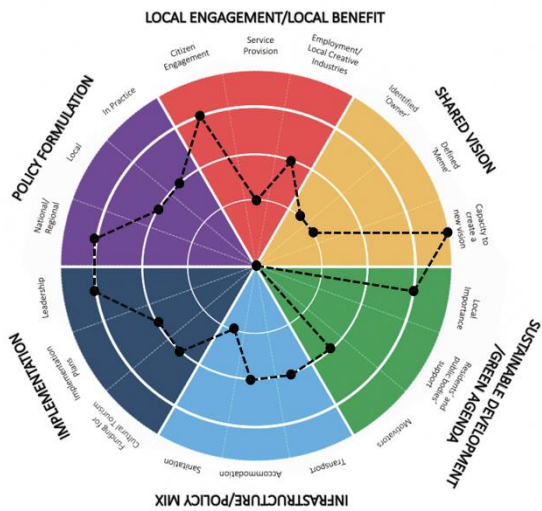 LOCAL ENGAGEMENT/LOCAL BENEFIT
Citizen
Engagement
Service
Provision
Employment/
Local Creative
Industries
SHARED VISION
Identified
'Owner'
Defined
'Meme'
Capacity to
create a
new vision
SUSTAINABLE DEVELOPMENT
/GREEN AGENDA
Local
Importance
Residents' and
public bodies'
support
Motivators
INFRASTRUCTURE/POLICY MIX
Transport
Accommodation
Sanitation
IMPLEMENTATION
Funding for
Cultural Tourism
Implementation
Plans
Leadership
POLICY FORMULATION
National/
Regional
Local
In Practice